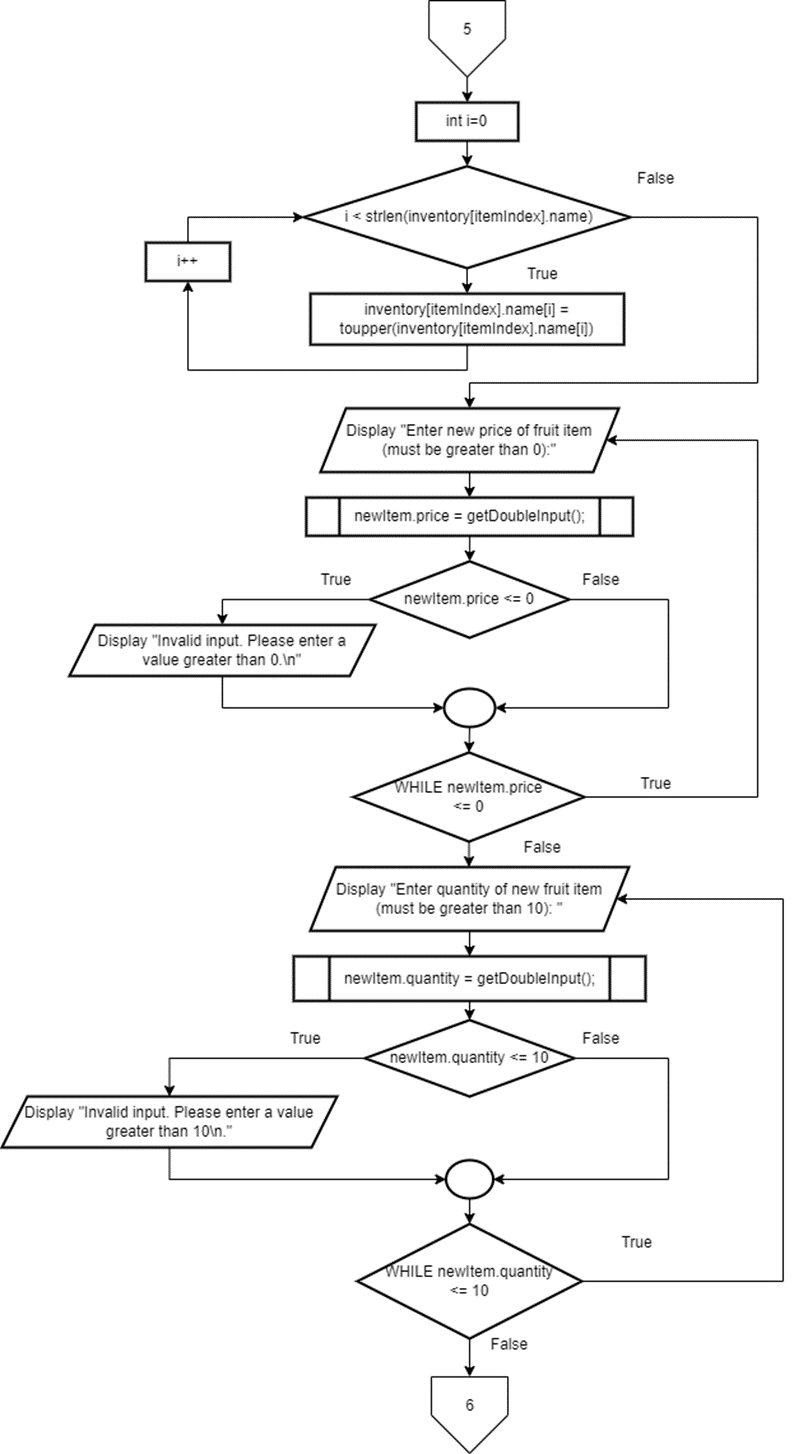 5
int i=0
False
i < strlen(inventory[itemIndex].name)
i++
True
inventory[itemIndex].name[i] =
toupper(inventory[itemIndex].name[i])
Display "Enter new price of fruit item
(must be greater than 0):"
newItem.price = getDoubleInput();
True
False
newItem.price <= 0
Display "Invalid input. Please enter a
value greater than 0.\n"
WHILE newItem.price
<= 0
True
False
Display "Enter quantity of new fruit item
(must be greater than 10): "
newItem.quantity = getDoubleInput();
True
False
newItem.quantity <= 10
Display "Invalid input. Please enter a value
greater than 10\n."
True
WHILE newItem.quantity
<= 10
False
6